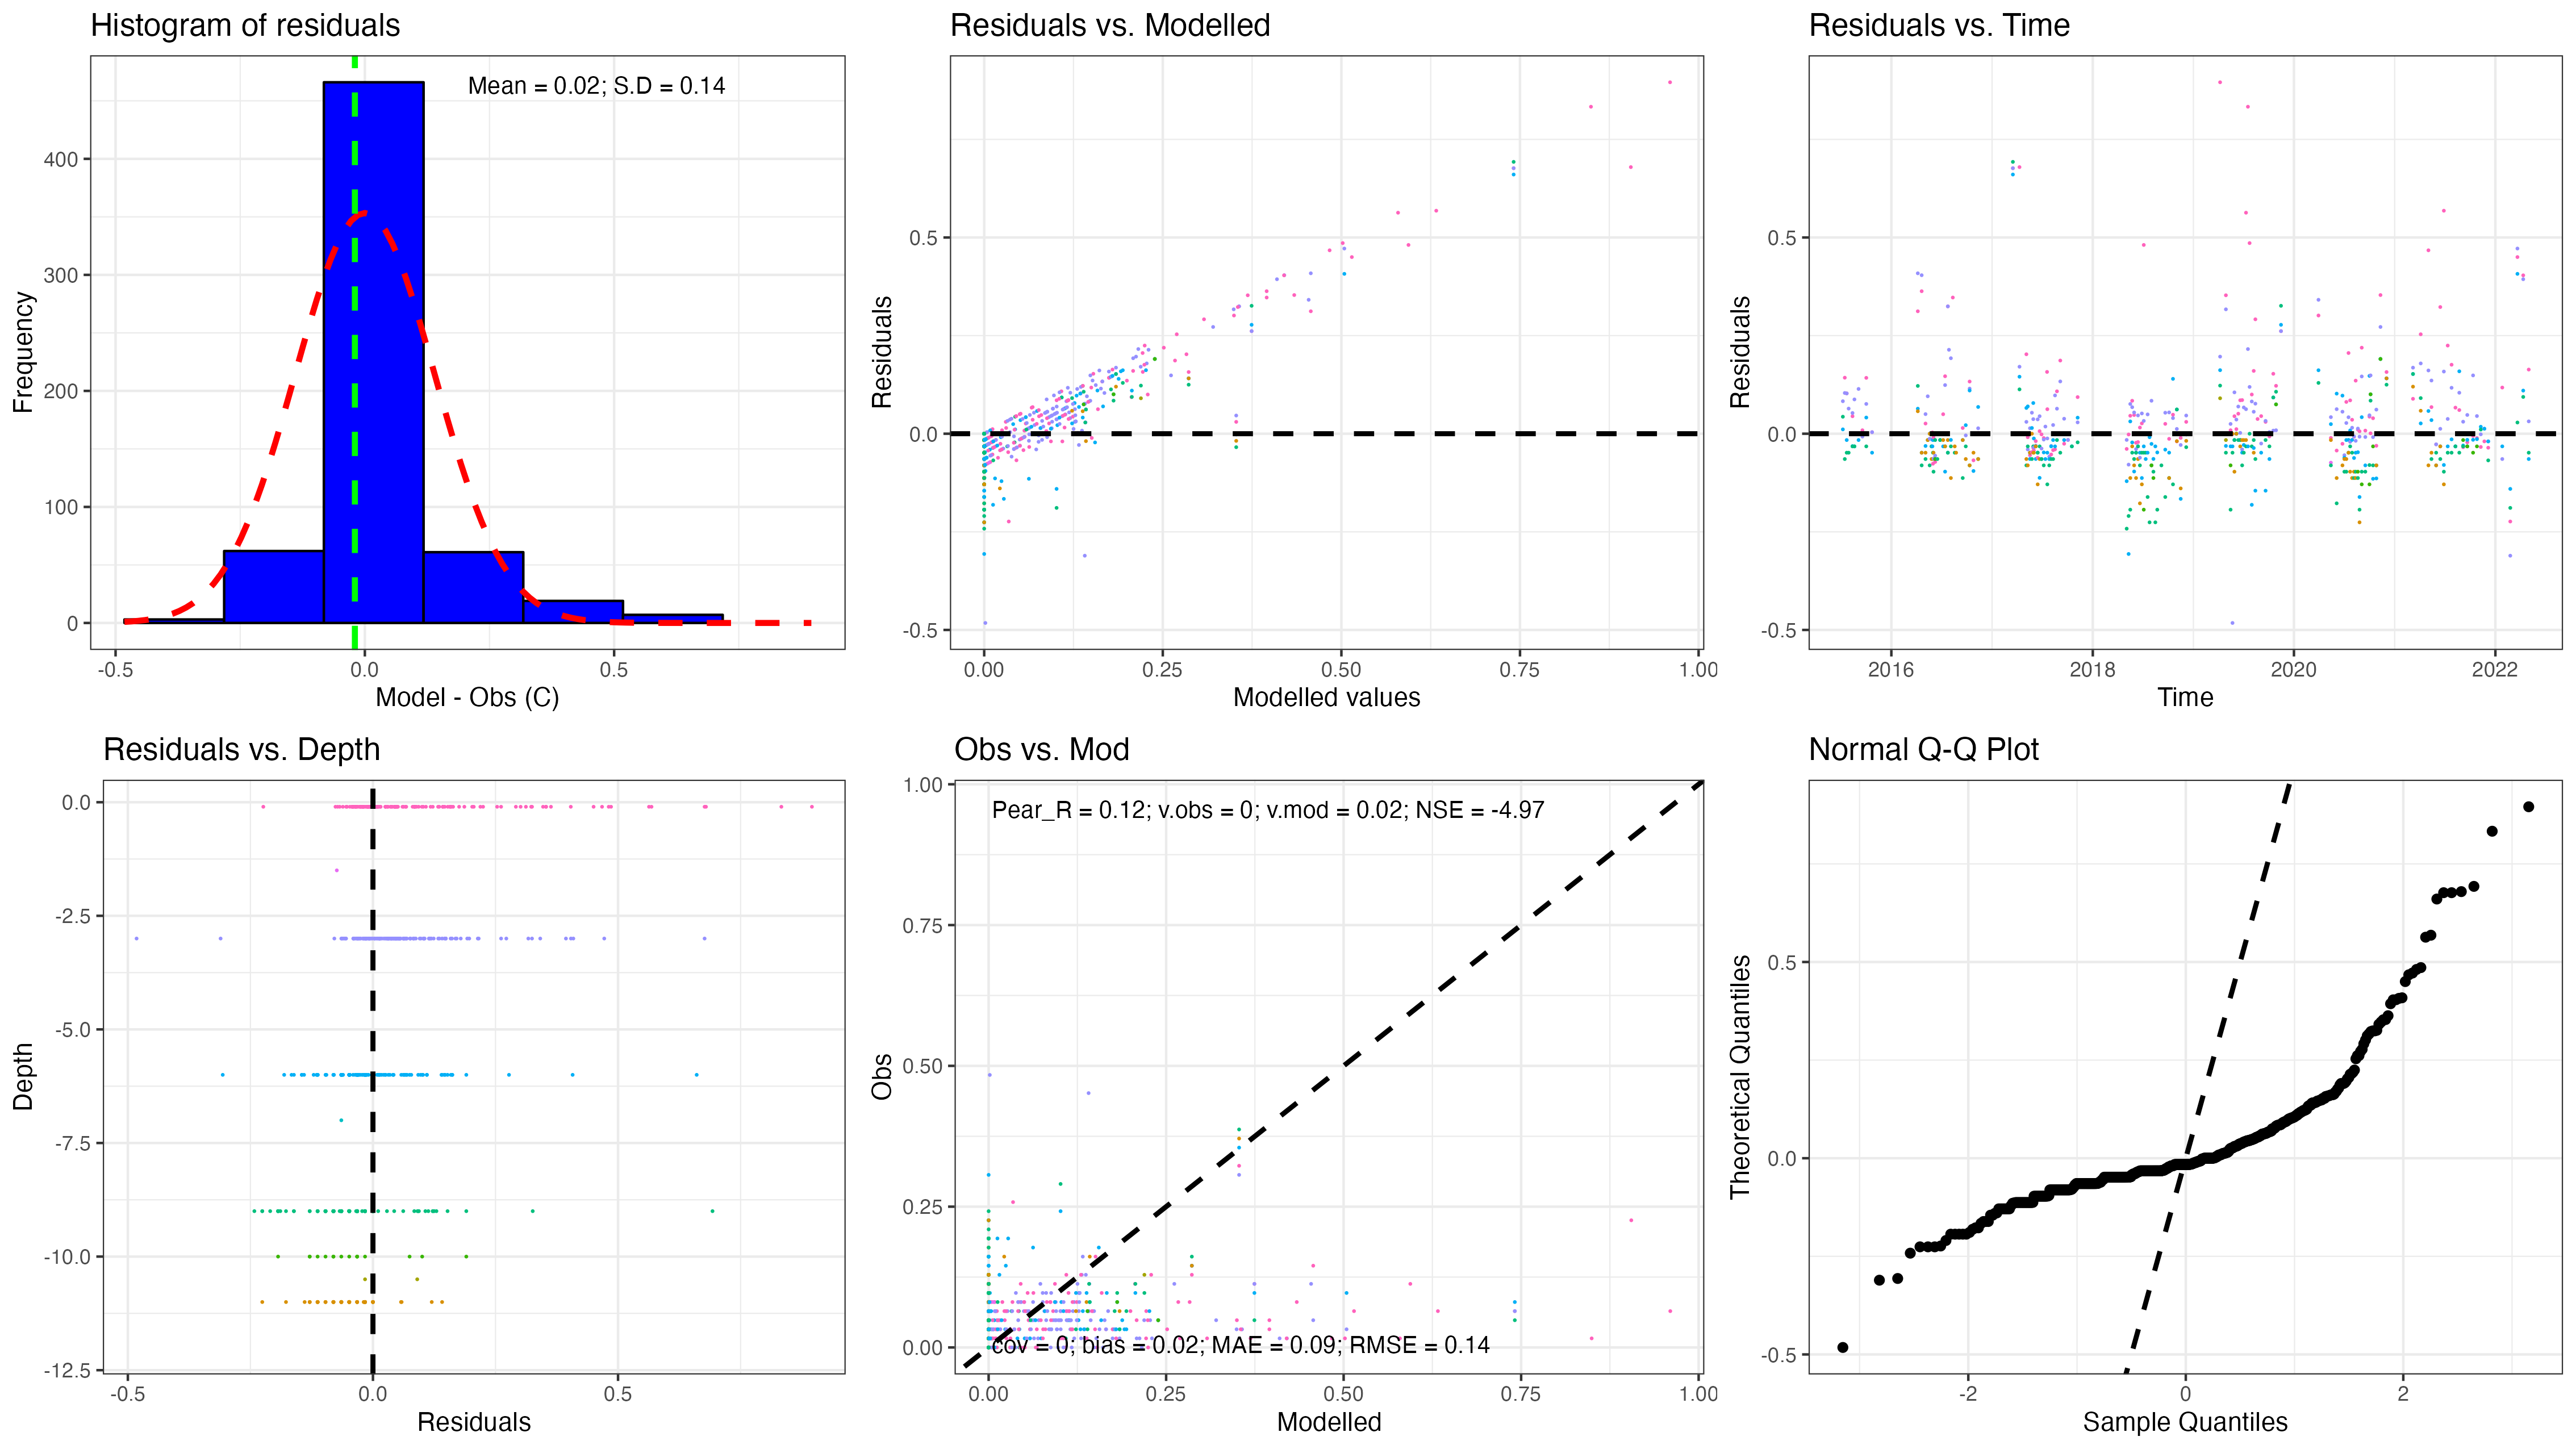 Histogram of residuals
Mean = 0.02; S.D = 0.14
Frequency
400
300
200
100
0
-0.5
0.0
0.5
Model - Obs (C)
Residuals vs. Modelled
Residuals
0.5
0.0
-0.5
0.00
0.25
0.50
0.75
1.00
Modelled values
Residuals vs. Time
Residuals
0.5
0.0
-0.5
2016
2018
2020
2022
Time
Residuals vs. Depth
Depth
0.0
-2.5
-5.0
-7.5
-10.0
-12.5
-0.5
0.0
0.5
Residuals
Obs vs. Mod
Pear_R = 0.12; v.obs = 0; v.mod = 0.02; NSE = -4.97
Obs
1.00
0.75
0.50
0.25
0.00
cov = 0; bias = 0.02; MAE = 0.09; RMSE = 0.14
0.00
0.25
0.50
0.75
1.00
Modelled
Normal Q-Q Plot
Theoretical Quantiles
0.5
0.0
-0.5
-2
0
2
Sample Quantiles